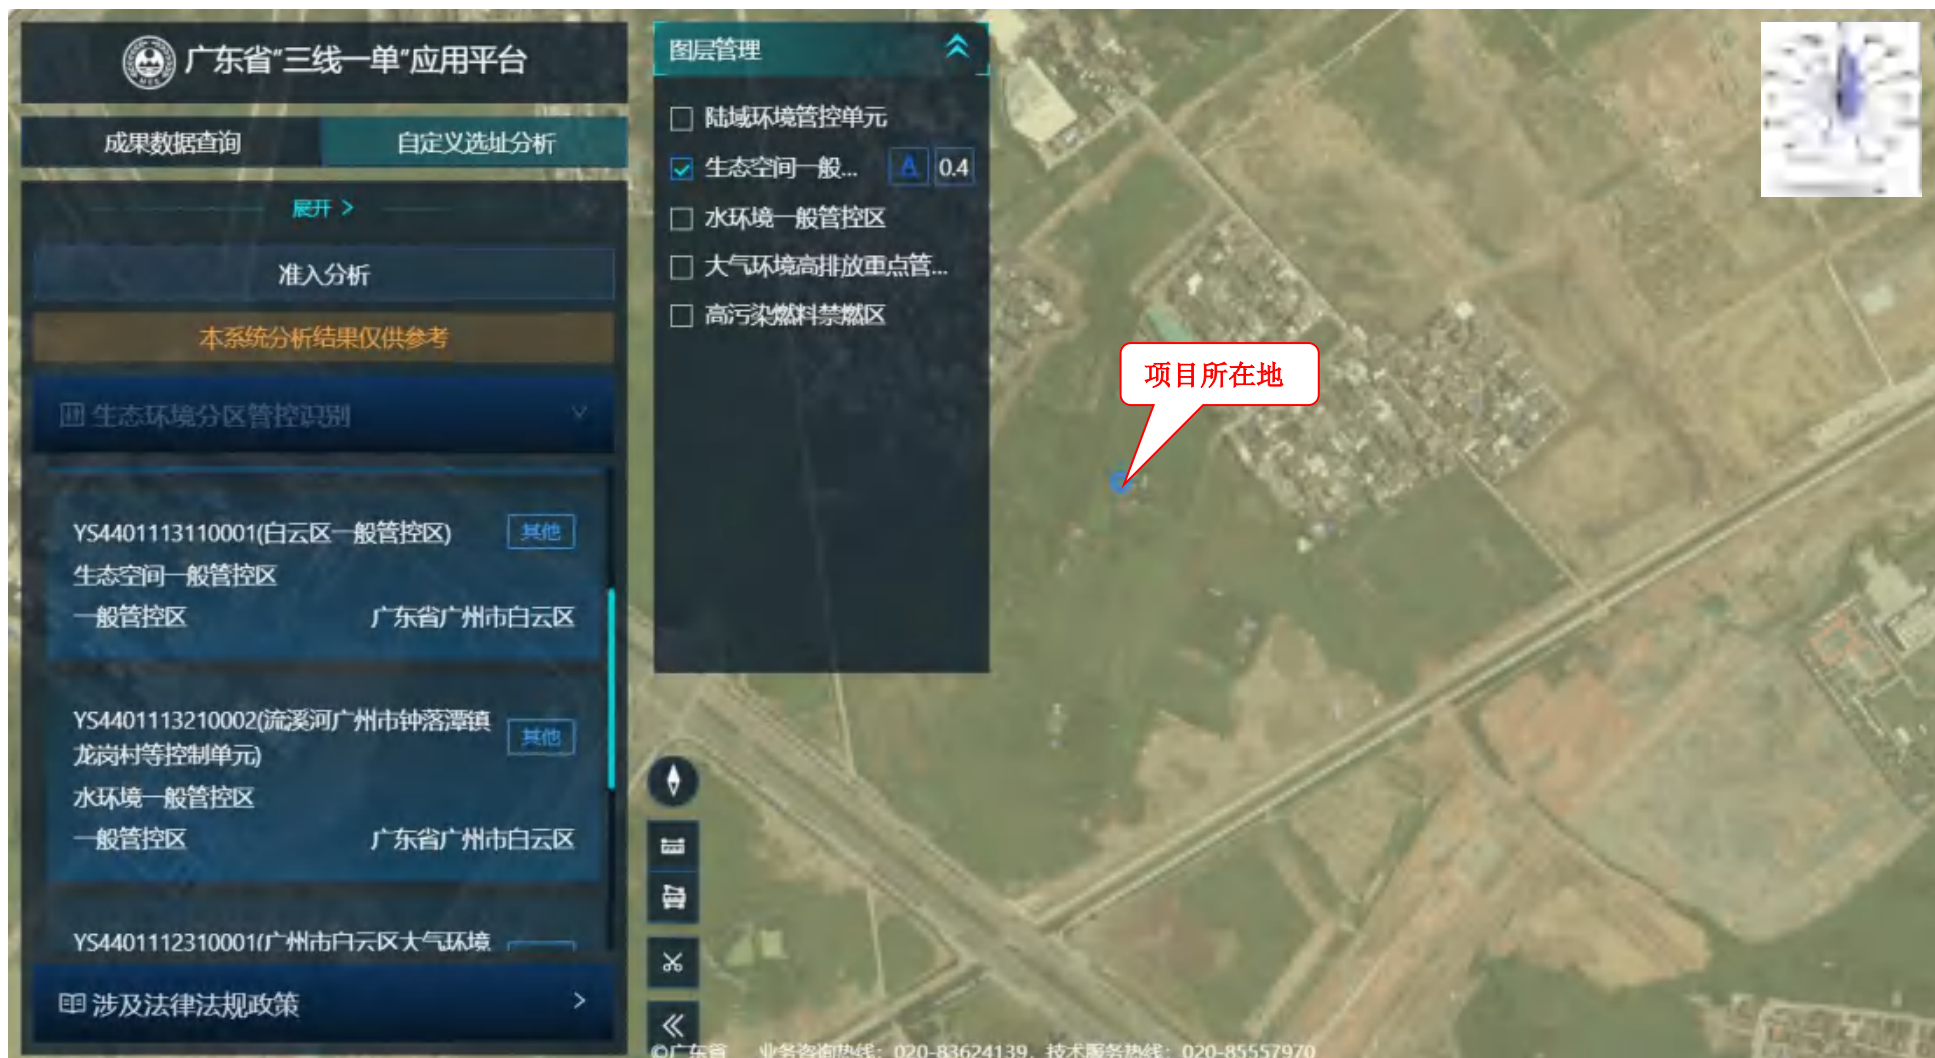 广东省“三线一单”应用平台
成果数据查询
自定义选址分析
展开 >
准入分析
本系统分析结果仅供参考
生态环境分区管控识别
YS4401113110001(白云区一般管控区)
其他
生态空间一般管控区
一般管控区
广东省广州市白云区
YS4401113210002(流溪河广州市钟落潭镇
龙岗村等控制单元)
其他
水环境一般管控区
一般管控区
广东省广州市白云区
YS4401112310001(广州市白云区大气环境
涉及法律法规政策 >
图层管理
陆域环境管控单元
生态空间一般... 0.4
水环境一般管控区
大气环境高排放重点管...
高污染燃料禁燃区
项目所在地
©广东省 业务咨询热线：020-83624139，技术服务热线：020-85557970